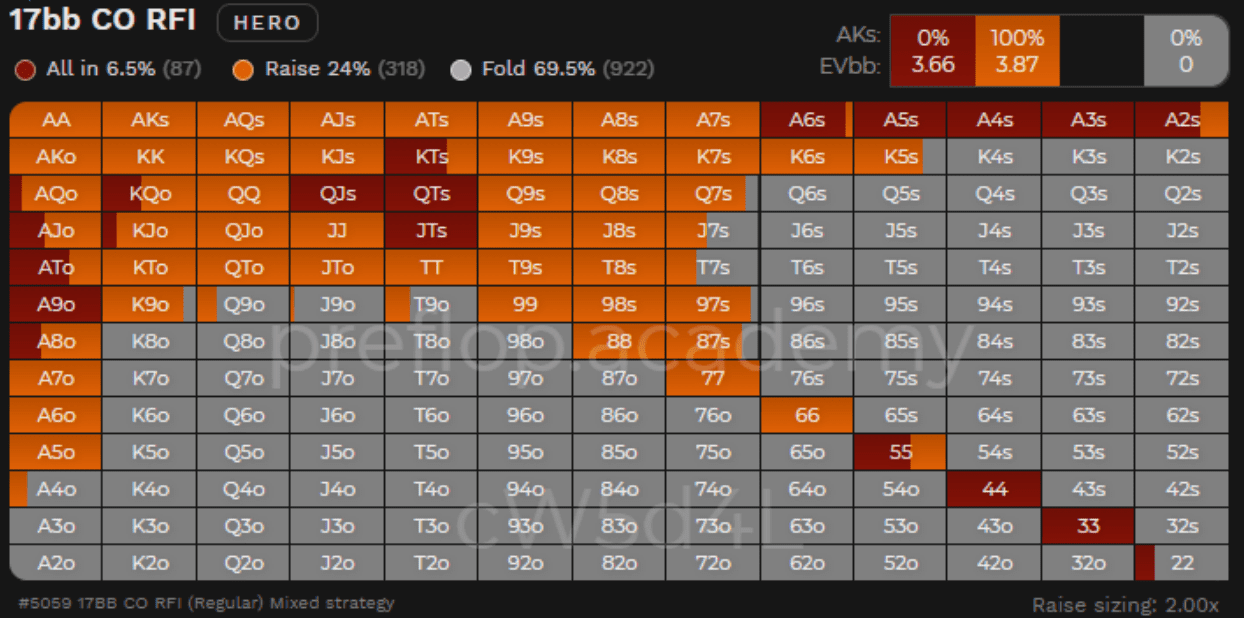 17bb CO RFI HERO
AKs: 0% 100% 0%
EVbb: 3.66 3.87 0
All in 6.5% (87) Raise 24% (318) Fold 69.5% (922)
AA AKs AQs AJs ATs A9s A8s A7s A6s A5s A4s A3s A2s
AKo KK KQs KJs KTs K9s K8s K7s K6s K5s K4s K3s K2s
AQo KQo QQ QJs QTs Q9s Q8s Q7s Q6s Q5s Q4s Q3s Q2s
AJo KJo QJo JJ JTs J9s J8s J7s J6s J5s J4s J3s J2s
ATo KTo QTo JTo TT T9s T8s T7s T6s T5s T4s T3s T2s
A9o K9o Q9o J9o T9o 99 98s 97s 96s 95s 94s 93s 92s
A8o K8o Q8o J8o T8o 98o 88 87s 86s 85s 84s 83s 82s
A7o K7o Q7o J7o T7o 97o 87o 77 76s 75s 74s 73s 72s
A6o K6o Q6o J6o T6o 96o 86o 76o 66 65s 64s 63s 62s
A5o K5o Q5o J5o T5o 95o 85o 75o 65o 55 54s 53s 52s
A4o K4o Q4o J4o T4o 94o 84o 74o 64o 54o 44 43s 42s
A3o K3o Q3o J3o T3o 93o 83o 73o 63o 53o 43o 33 32s
A2o K2o Q2o J2o T2o 92o 82o 72o 62o 52o 42o 32o 22
preflop.academy
cW5d4L
#5059 17BB CO RFI (Regular) Mixed strategy
Raise sizing: 2.00x